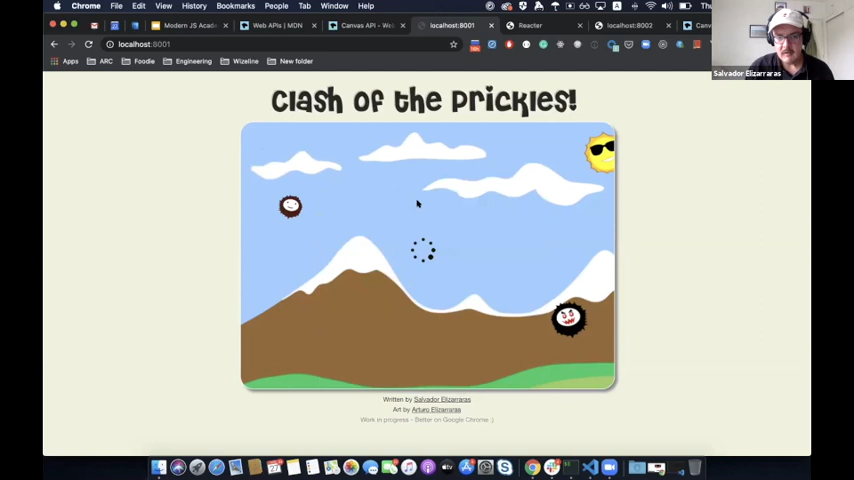 Chrome File Edit View History Bookmarks People Tab Window Help
Modern JS Acad
Web APIs | MDN
Canvas API - Web
localhost:8001
Reacter
localhost:8002
localhost:8001
Apps ARC Foodie Engineering Wizeline New folder
Salvador Elizarraras
Clash of the Prickles!
Written by Salvador Elizarraras
Art by Arturo Elizarraras
Work in progress - Better on Google Chrome :)